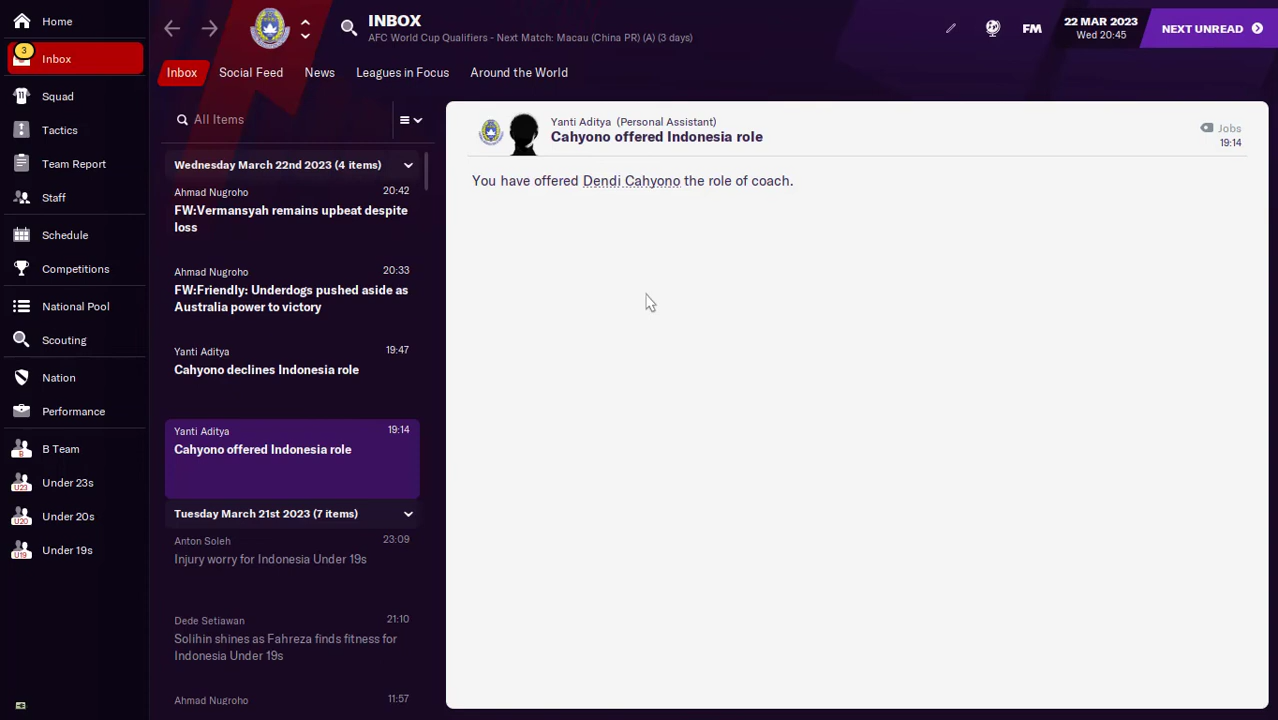 Home
3
Inbox
11
Squad
Tactics
Team Report
Staff
Schedule
Competitions
National Pool
Scouting
Nation
Performance
B
B Team
U23
Under 23s
U20
Under 20s
U19
Under 19s
INBOX
AFC World Cup Qualifiers - Next Match: Macau (China PR) (A) (3 days)
FM
22 MAR 2023
Wed 20:45
NEXT UNREAD
Inbox
Social Feed
News
Leagues in Focus
Around the World
All Items
Wednesday March 22nd 2023 (4 items)
Ahmad Nugroho
20:42
FW:Vermansyah remains upbeat despite
loss
Ahmad Nugroho
20:33
FW:Friendly: Underdogs pushed aside as
Australia power to victory
Yanti Aditya
19:47
Cahyono declines Indonesia role
Yanti Aditya
19:14
Cahyono offered Indonesia role
Tuesday March 21st 2023 (7 items)
Anton Soleh
23:09
Injury worry for Indonesia Under 19s
Dede Setiawan
21:10
Solihin shines as Fahreza finds fitness for
Indonesia Under 19s
Ahmad Nugroho
11:57
Yanti Aditya (Personal Assistant)
Cahyono offered Indonesia role
Jobs
19:14
You have offered Dendi Cahyono the role of coach.